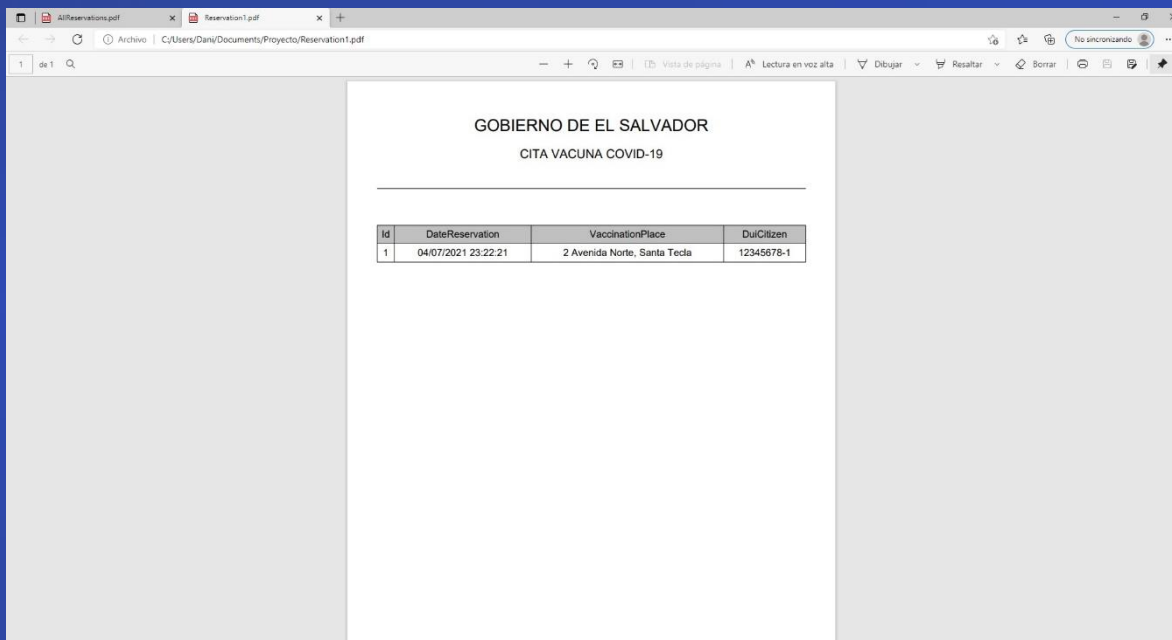 AllReservations.pdf Reservation1.pdf
Archivo C:/Users/Dani/Documents/Proyecto/Reservation1.pdf No sincronizando
1 de 1 Vista de página Lectura en voz alta Dibujar Resaltar Borrar
GOBIERNO DE EL SALVADOR
CITA VACUNA COVID-19
Id DateReservation VaccinationPlace DuiCitizen
1 04/07/2021 23:22:21 2 Avenida Norte, Santa Tecla 12345678-1